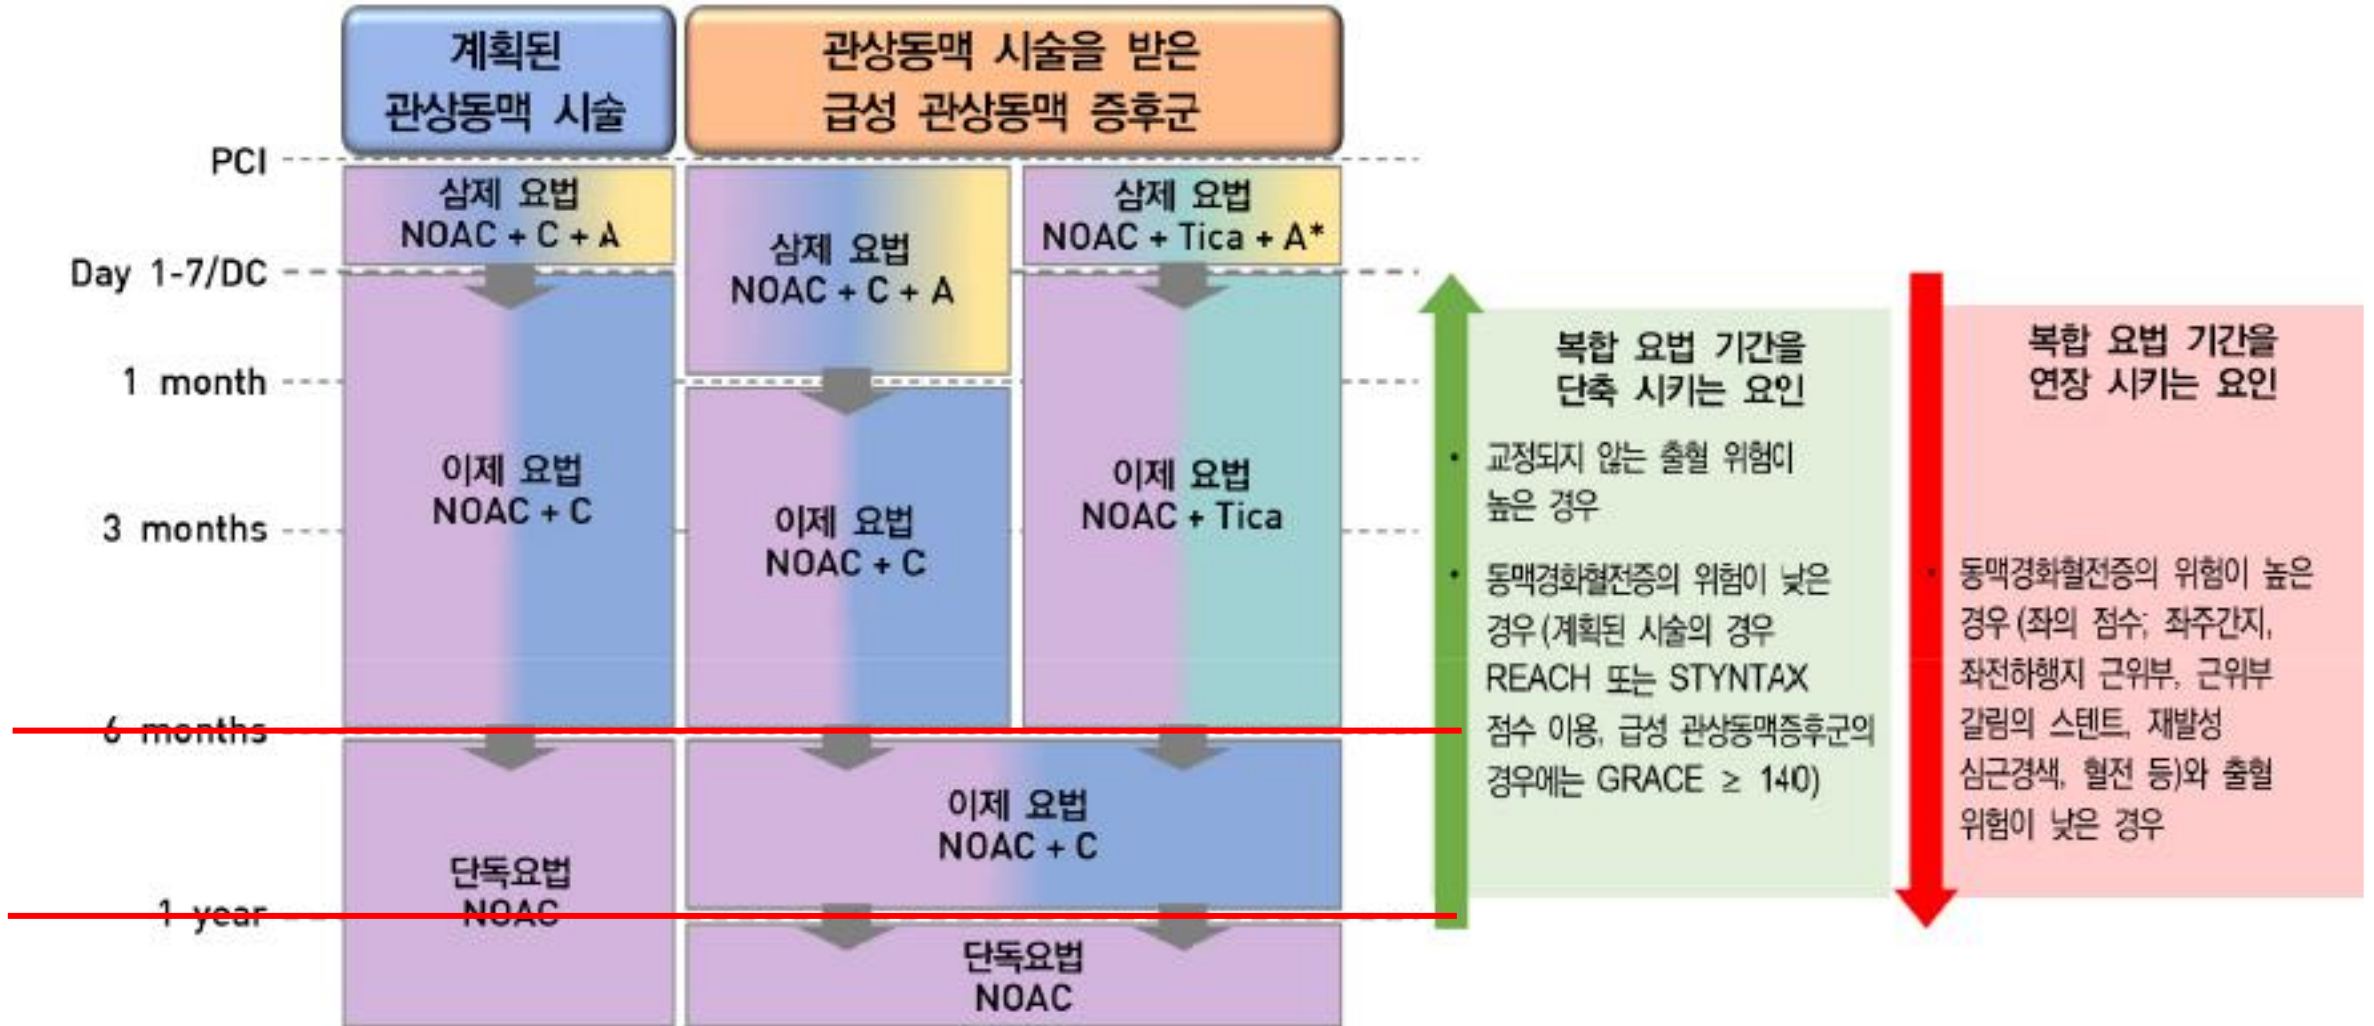 계획된
관상동맥 시술
관상동맥 시술을 받은
급성 관상동맥 증후군
PCI
삼제 요법
NOAC + C + A
삼제 요법
NOAC + C + A
삼제 요법
NOAC + Tica + A*
Day 1-7/DC
1 month
이제 요법
NOAC + C
이제 요법
NOAC + C
이제 요법
NOAC + Tica
3 months
6 months
단독요법
NOAC
이제 요법
NOAC + C
1 year
단독요법
NOAC
복합 요법 기간을
단축 시키는 요인
• 교정되지 않는 출혈 위험이
높은 경우
• 동맥경화혈전증의 위험이 낮은
경우(계획된 시술의 경우
REACH 또는 STYNTAX
점수 이용, 급성 관상동맥증후군의
경우에는 GRACE ≥ 140)
복합 요법 기간을
연장 시키는 요인
• 동맥경화혈전증의 위험이 높은
경우(좌의 점수; 좌주간지,
좌전하행지 근위부, 근위부
갈림의 스텐트, 재발성
심근경색, 혈전 등)와 출혈
위험이 낮은 경우